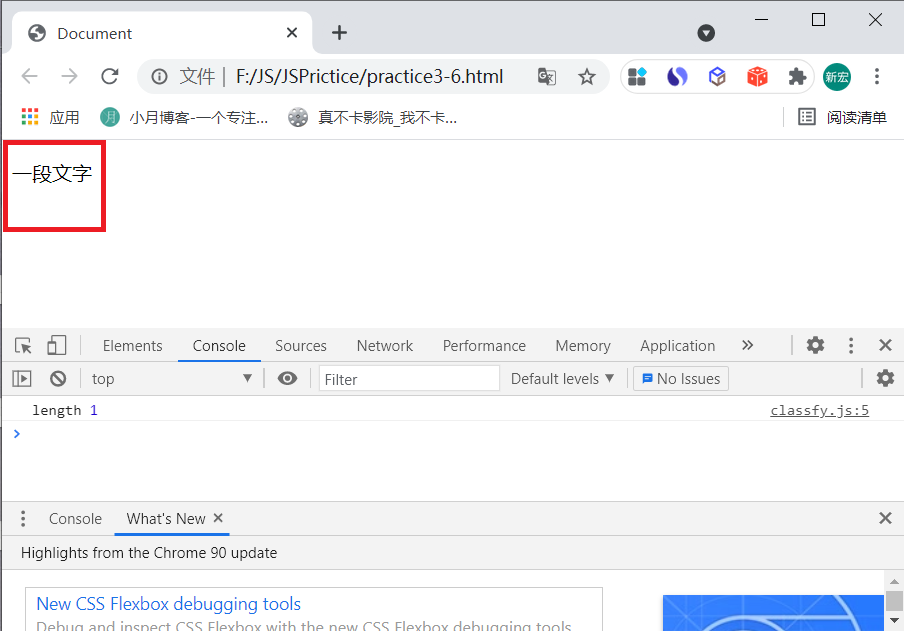 Document
文件 | F:/JS/JSPrictice/practice3-6.html
新宏
应用 月 小月博客-一个专注... 真不卡影院_我不卡... 阅读清单
一段文字
Elements Console Sources Network Performance Memory Application
top Filter Default levels No Issues
length 1 classfy.js:5
Console What's New
Highlights from the Chrome 90 update
New CSS Flexbox debugging tools
Debug and inspect CSS Flexbox with the new CSS Flexbox debugging tools